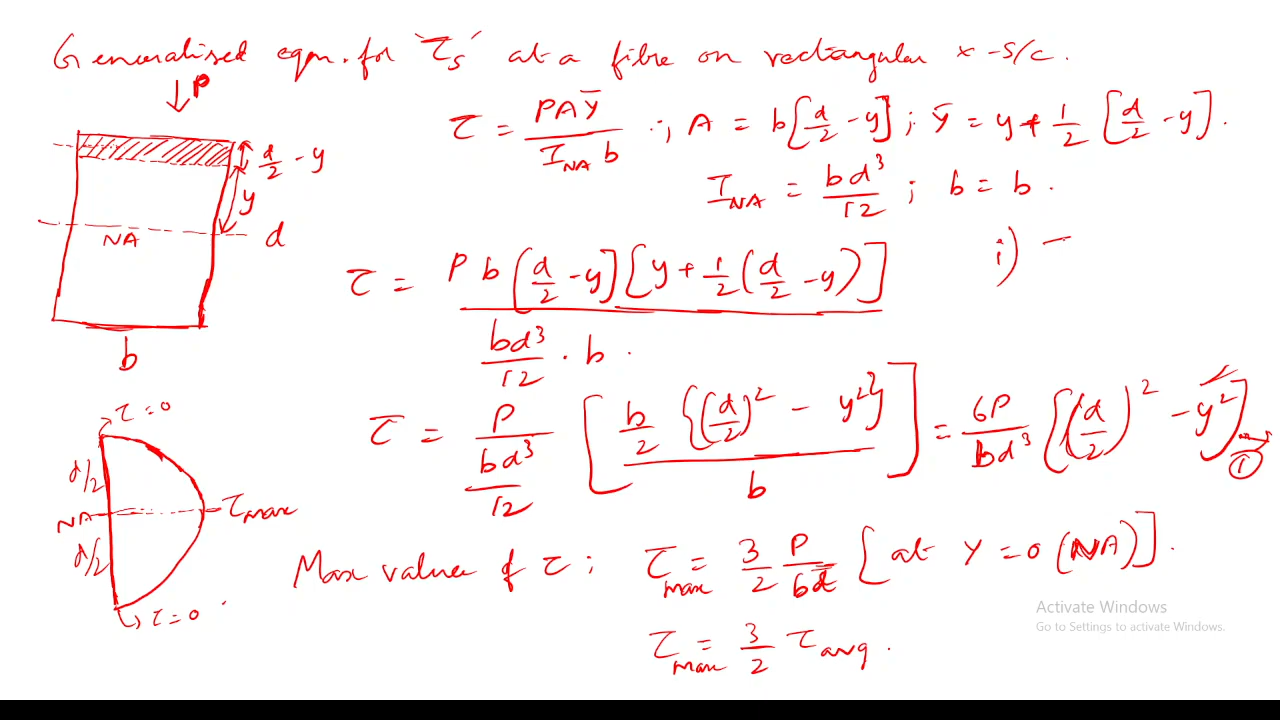 Generalised eqn. for 'τs' at a fibre on rectangular x-s/c.
P
τ = PAȳ / I_NA b ∴; A = b[d/2 - y]; ȳ = y + 1/2 [d/2 - y].
d/2 - y
y
I_NA = bd³/12 ; b = b.
NA
d
i)
τ = P b [d/2 - y] [y + 1/2 (d/2 - y)] / bd³/12 · b.
b
τ = P / bd³/12 [ b/2 {(d/2)² - y²} / b ] = 6P/bd³ [(d/2)² - y²] ①
τ = 0
d/2
NA
τmax
d/2
τ = 0
Max values of τ ; τmax = 3/2 P/bd [at y = 0 (NA)].
τmax = 3/2 τavg.
Activate Windows
Go to Settings to activate Windows.